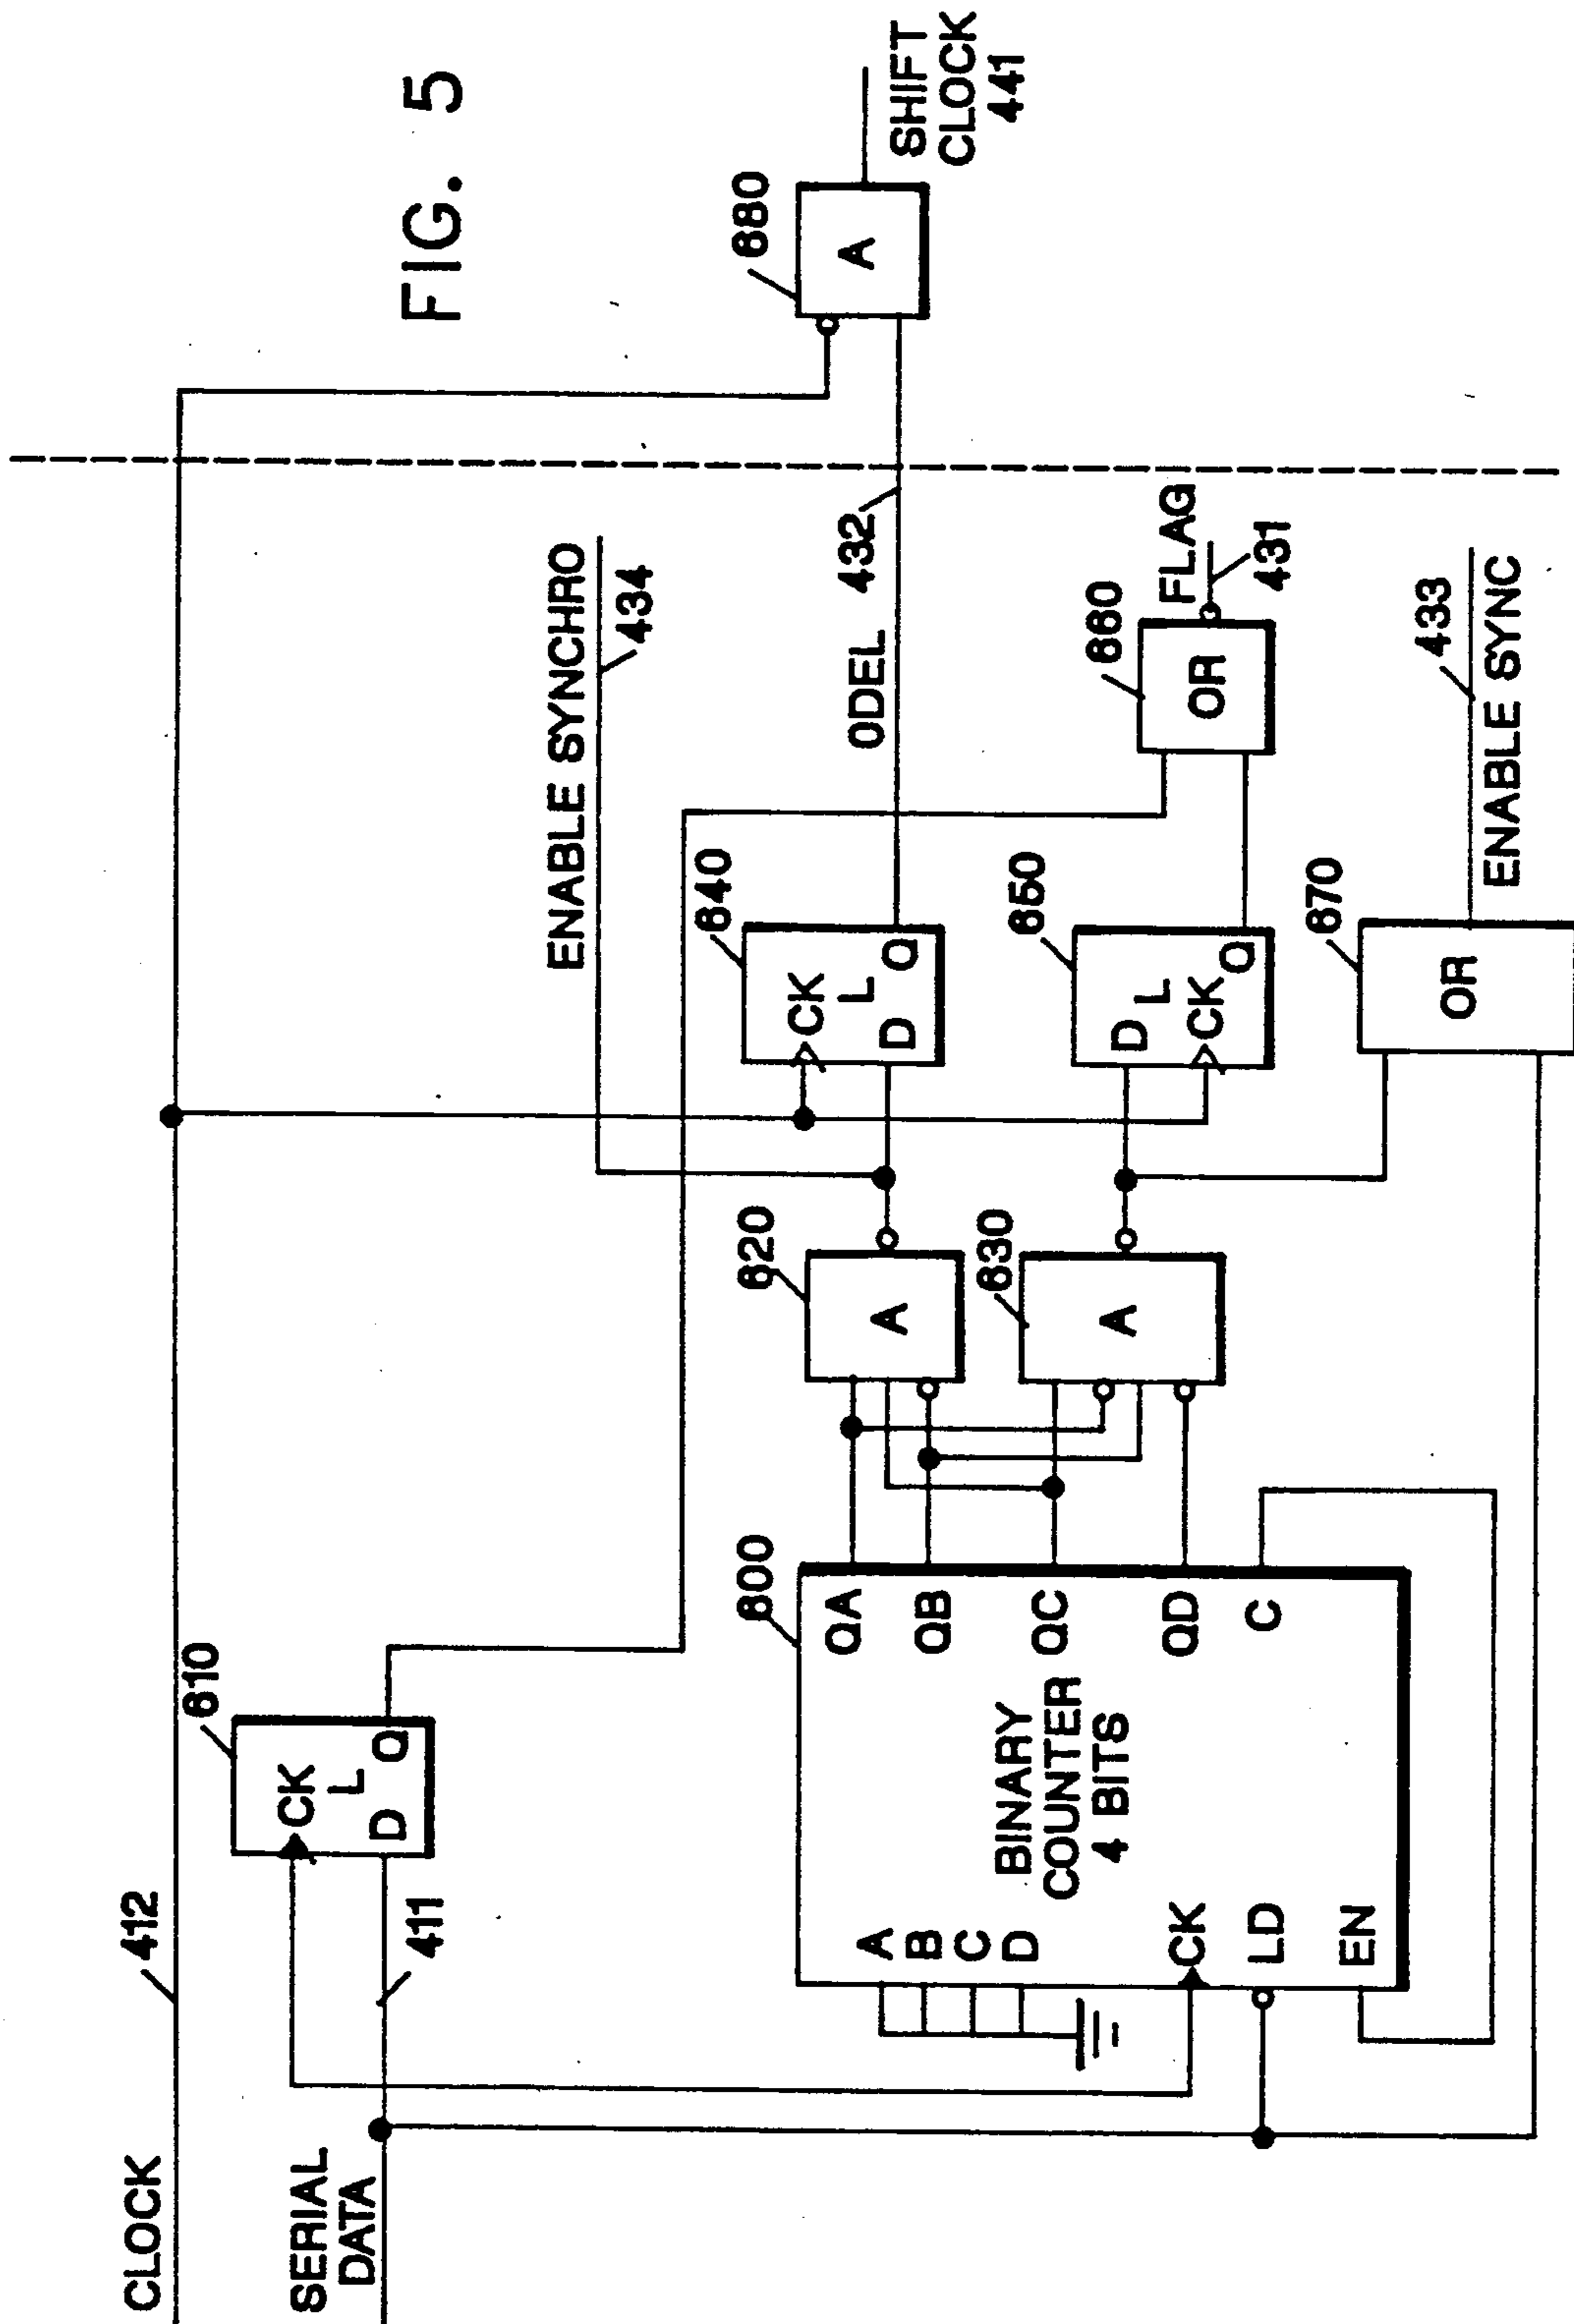 FIG. 5
CLOCK
412
SERIAL
DATA
411
610
CK
L
D
Q
600
A
B
C
D
CK
LD
EN
BINARY
COUNTER
4 BITS
QA
QB
QC
QD
C
620
A
630
A
640
CK
L
D
Q
650
D
L
CK
Q
670
OR
660
OR
ENABLE SYNCHRO
434
ODEL
432
FLAG
431
433
ENABLE SYNC
680
A
SHIFT
CLOCK
441